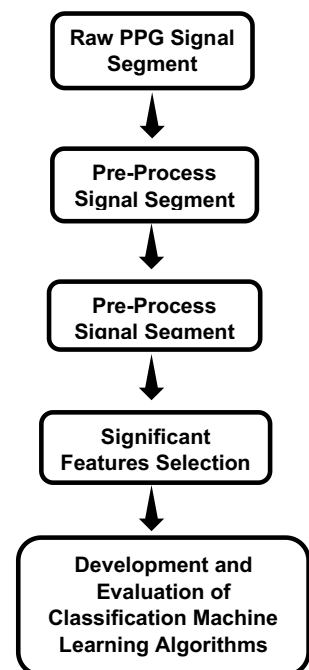 Raw PPG Signal
Segment
Pre-Process
Signal Segment
Pre-Process
Signal Segment
Significant
Features Selection
Development and
Evaluation of
Classification Machine
Learning Algorithms